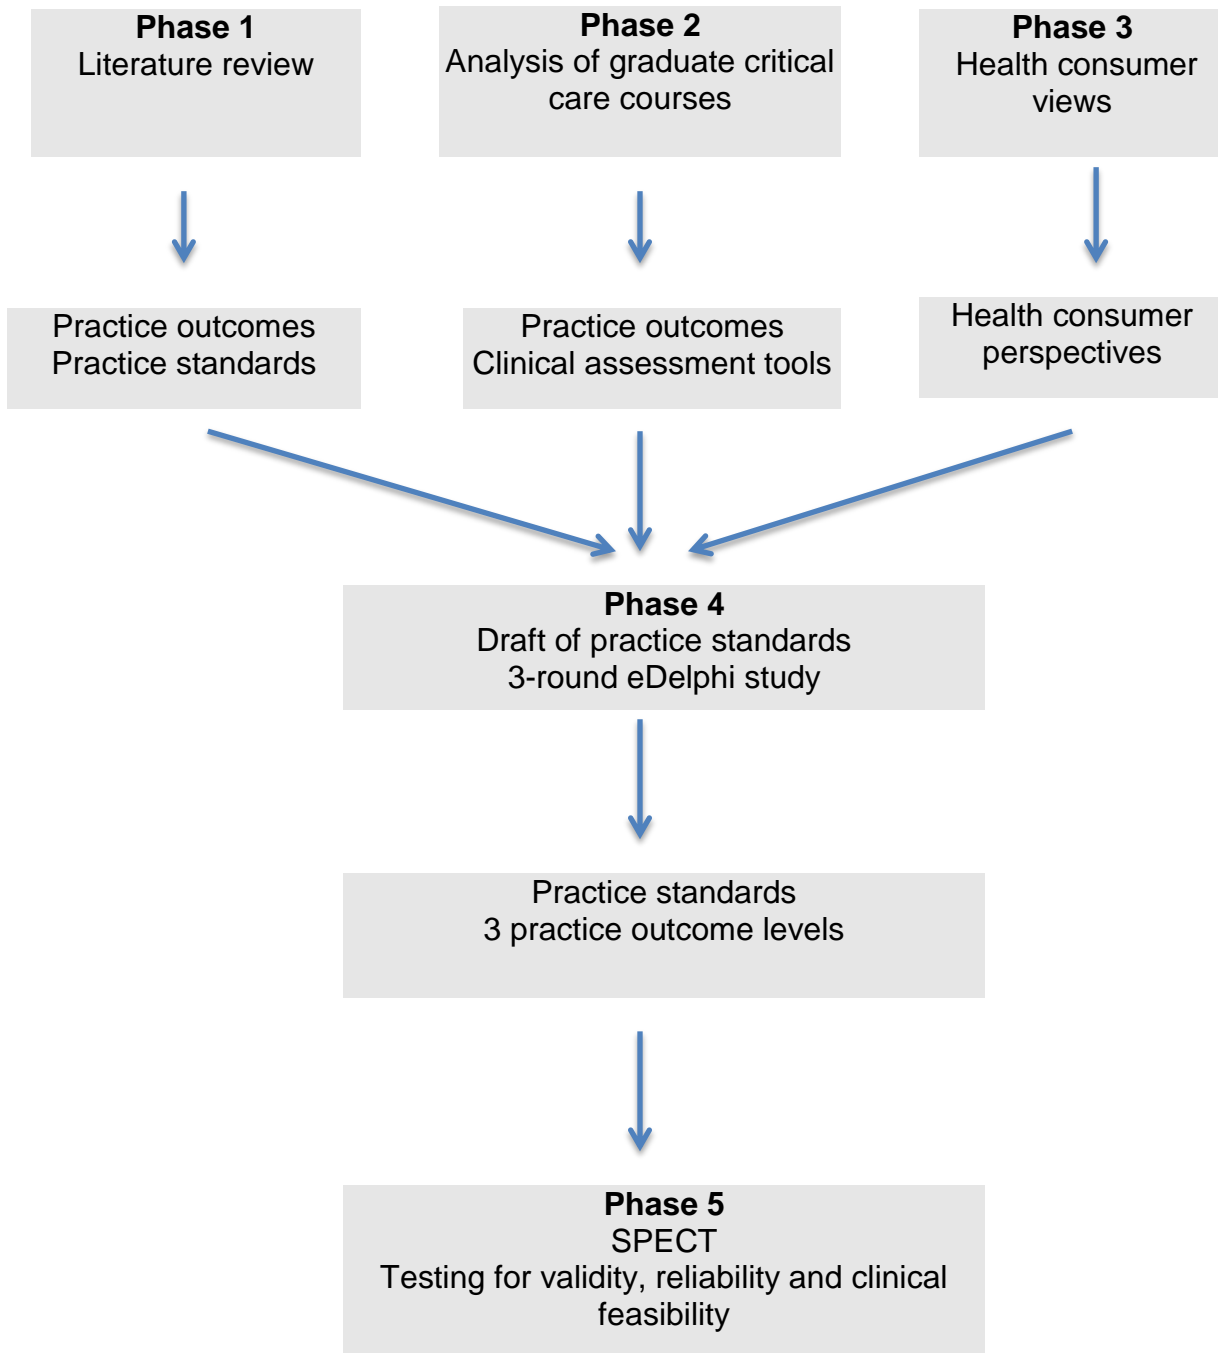 Phase 1
Literature review
Phase 2
Analysis of graduate critical
care courses
Phase 3
Health consumer
views
Practice outcomes
Practice standards
Practice outcomes
Clinical assessment tools
Health consumer
perspectives
Phase 4
Draft of practice standards
3-round eDelphi study
Practice standards
3 practice outcome levels
Phase 5
SPECT
Testing for validity, reliability and clinical
feasibility